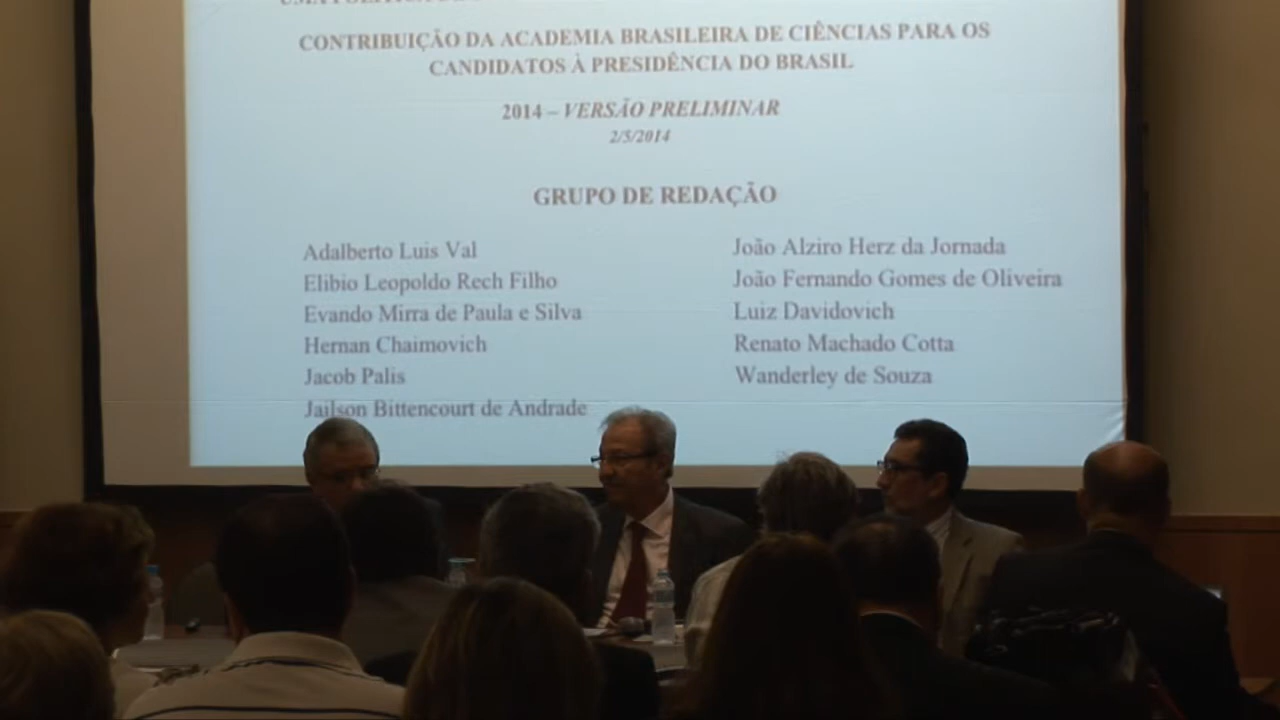 CONTRIBUIÇÃO DA ACADEMIA BRASILEIRA DE CIÊNCIAS PARA OS
CANDIDATOS À PRESIDÊNCIA DO BRASIL
2014 – VERSÃO PRELIMINAR
2/5/2014
GRUPO DE REDAÇÃO
Adalberto Luis Val
Elibio Leopoldo Rech Filho
Evando Mirra de Paula e Silva
Hernan Chaimovich
Jacob Palis
Jailson Bittencourt de Andrade
João Alziro Herz da Jornada
João Fernando Gomes de Oliveira
Luiz Davidovich
Renato Machado Cotta
Wanderley de Souza